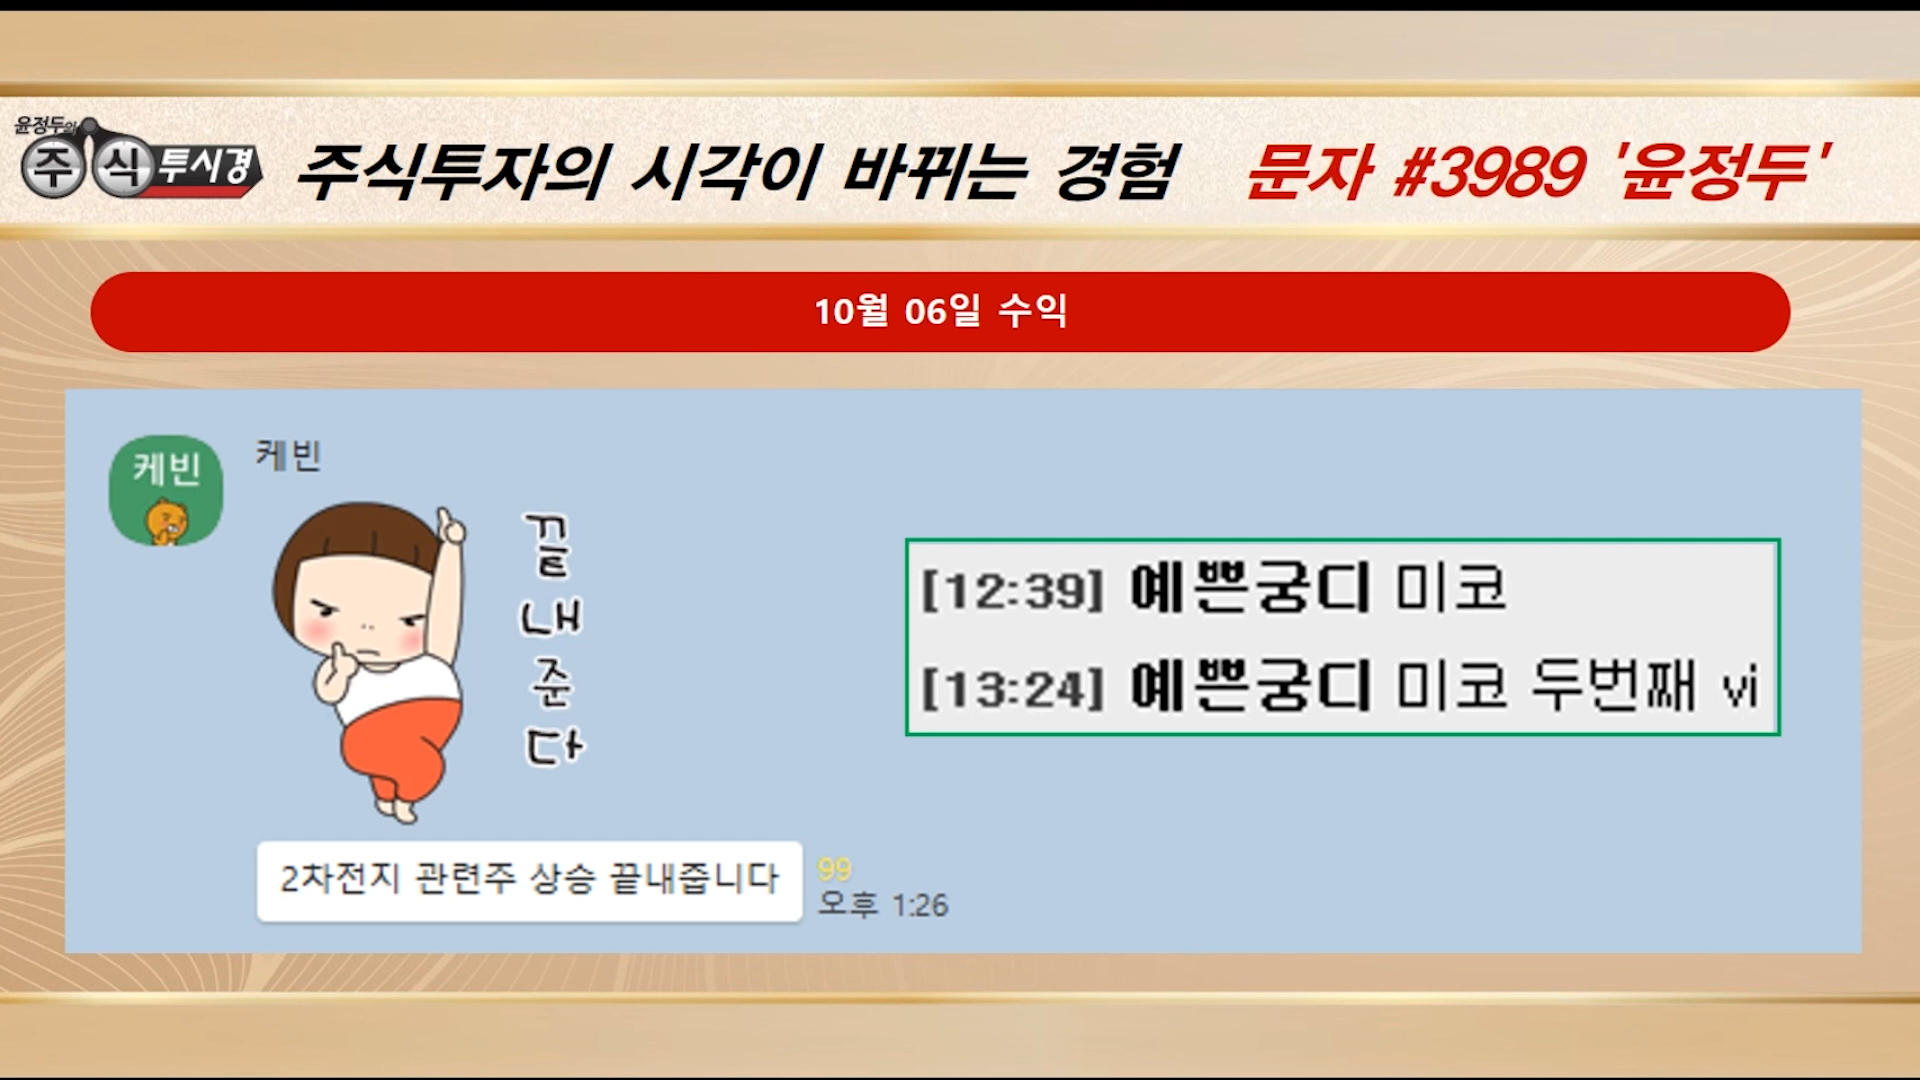 윤정두의
주식투시경
주식투자의 시각이 바뀌는 경험 문자 #3989 '윤정두'
10월 06일 수익
케빈
케빈
끝
내
준
다
2차전지 관련주 상승 끝내줍니다
99
오후 1:26
[12:39] 예쁜궁디 미코
[13:24] 예쁜궁디 미코 두번째 vi